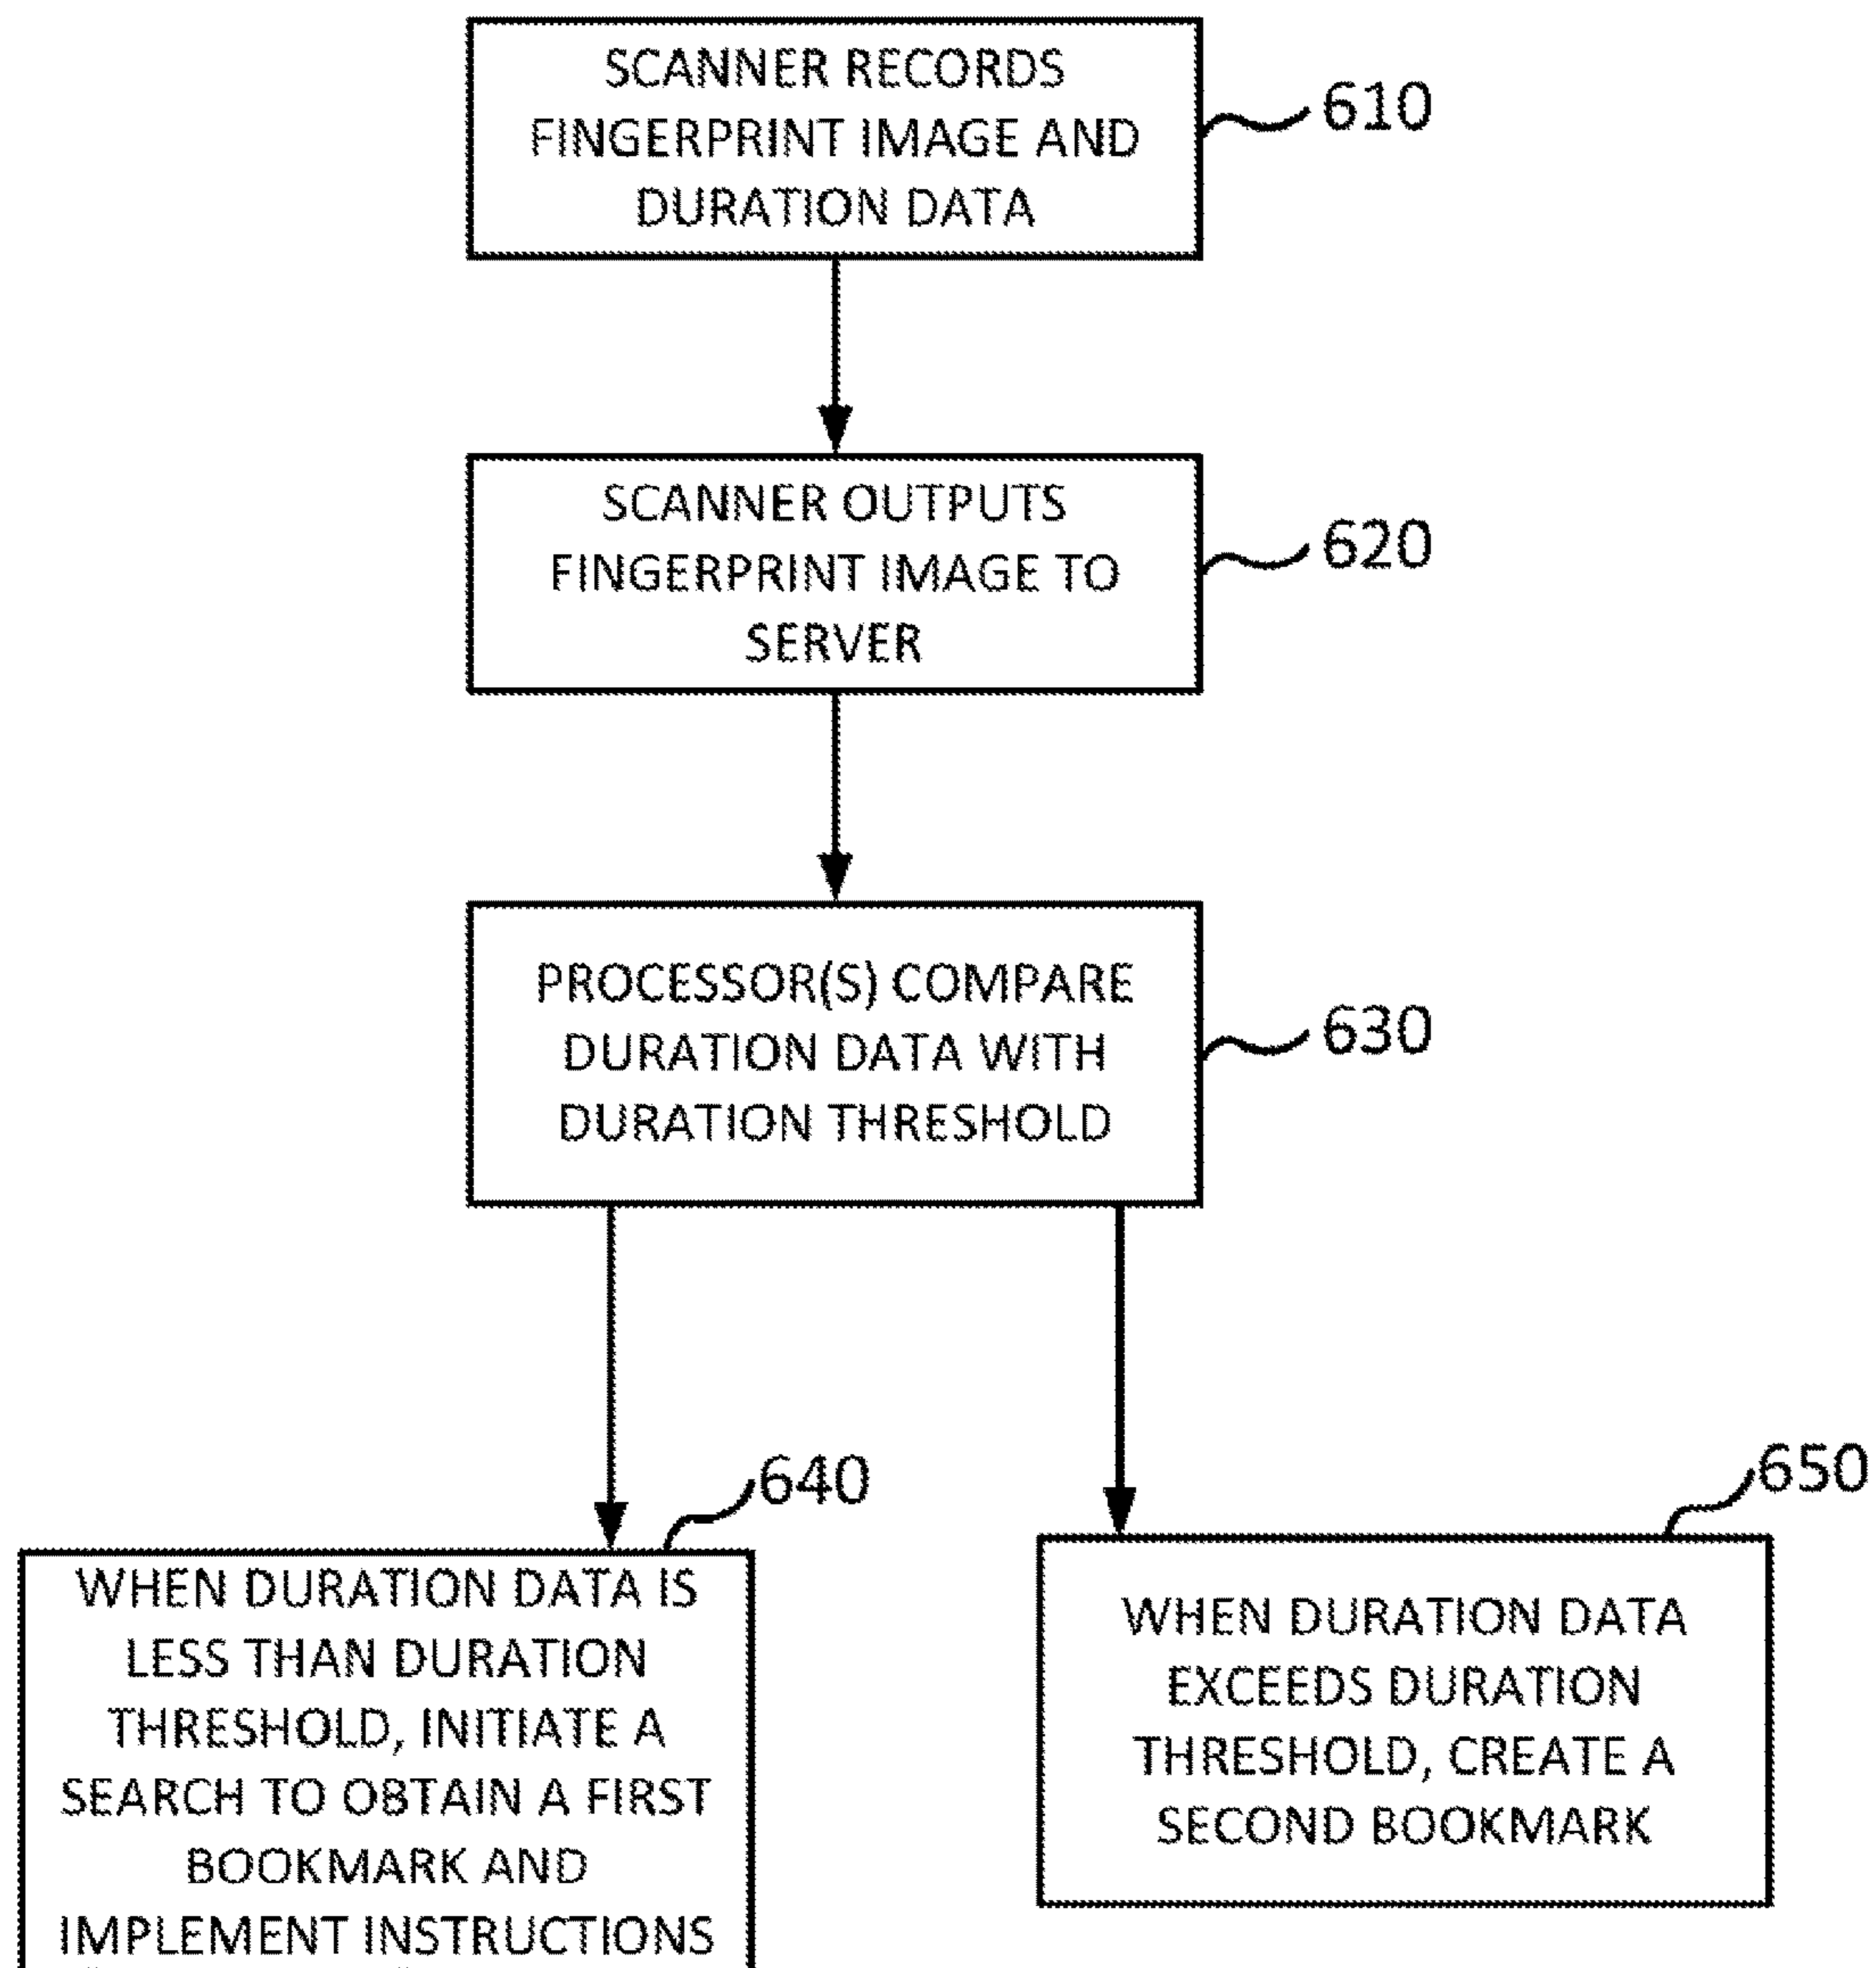 SCANNER RECORDS
FINGERPRINT IMAGE AND
DURATION DATA
610
SCANNER OUTPUTS
FINGERPRINT IMAGE TO
SERVER
620
PROCESSOR(S) COMPARE
DURATION DATA WITH
DURATION THRESHOLD
630
640
WHEN DURATION DATA IS
LESS THAN DURATION
THRESHOLD, INITIATE A
SEARCH TO OBTAIN A FIRST
BOOKMARK AND
IMPLEMENT INSTRUCTIONS
650
WHEN DURATION DATA
EXCEEDS DURATION
THRESHOLD, CREATE A
SECOND BOOKMARK